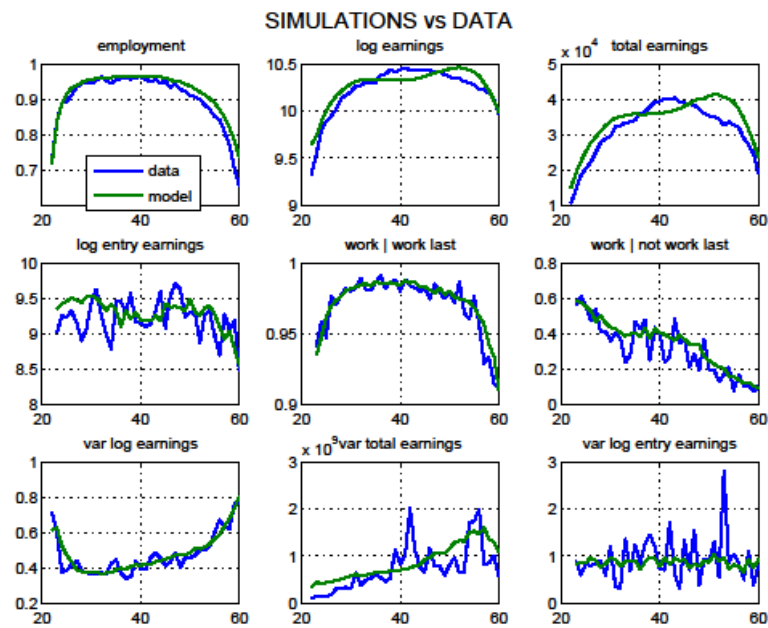 SIMULATIONS vs DATA
employment
log earnings
total earnings
x 10^4
1
0.9
0.8
0.7
data
model
20 40 60
10.5
10
9.5
9
20 40 60
5
4
3
2
1
20 40 60
log entry earnings
work | work last
work | not work last
10
9.5
9
8.5
8
20 40 60
1
0.95
0.9
20 40 60
0.8
0.6
0.4
0.2
0
20 40 60
var log earnings
x 10^9 var total earnings
var log entry earnings
1
0.8
0.6
0.4
0.2
20 40 60
3
2
1
0
20 40 60
3
2
1
0
20 40 60